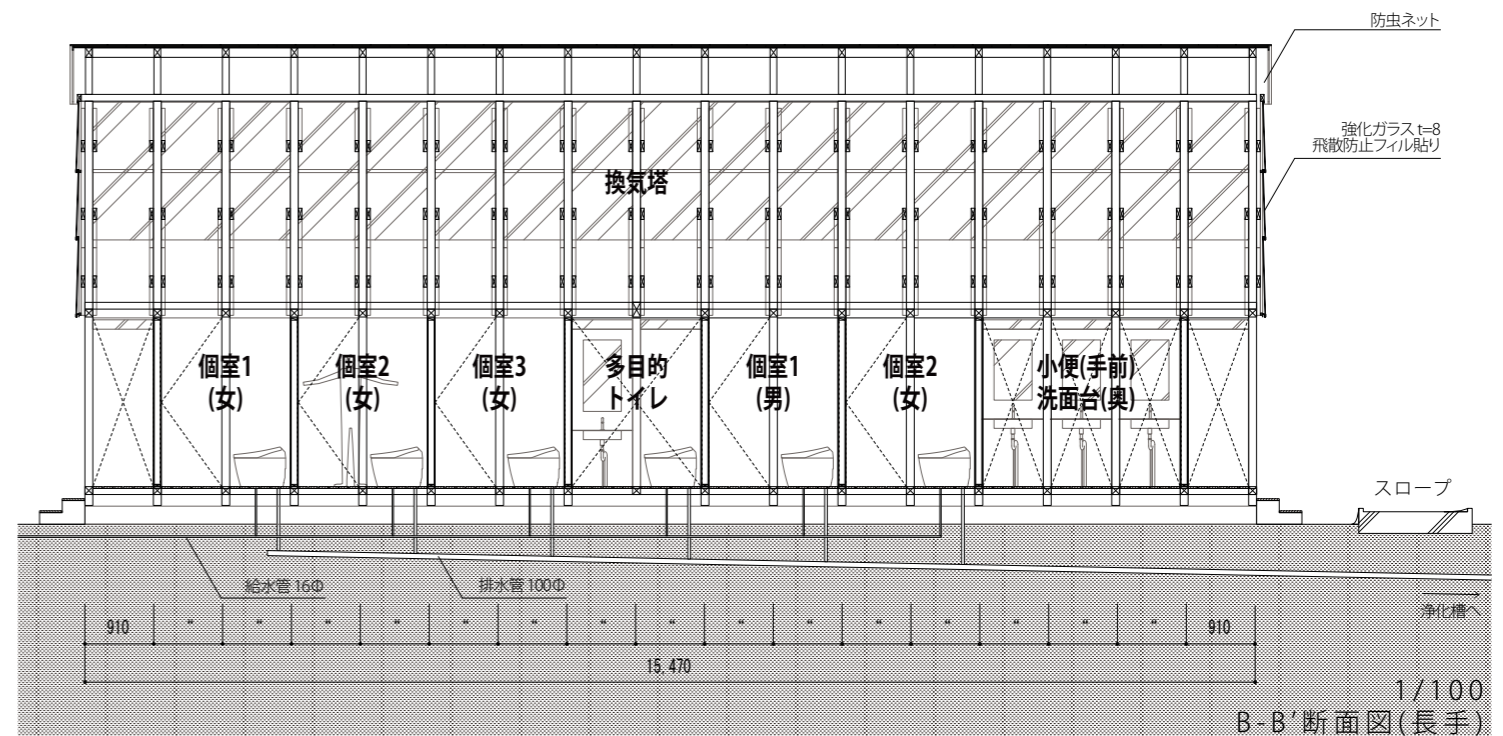 防虫ネット
強化ガラス t=8
飛散防止フィル貼り
換気塔
個室1
(女)
個室2
(女)
個室3
(女)
多目的
トイレ
個室1
(男)
個室2
(女)
小便(手前)
洗面台(奥)
スロープ
給水管 16Φ
排水管 100Φ
浄化槽へ
910 " " " " " " " " " " " " " " " 910
15,470
1/100
B-B'断面図(長手)